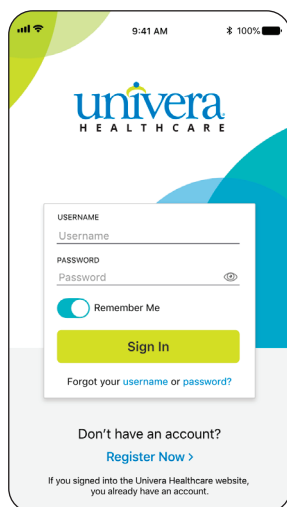 9:41 AM
100%
univera
HEALTHCARE
USERNAME
Username
PASSWORD
Password
Remember Me
Sign In
Forgot your username or password?
Don't have an account?
Register Now >
If you signed into the Univera Healthcare website,
you already have an account.